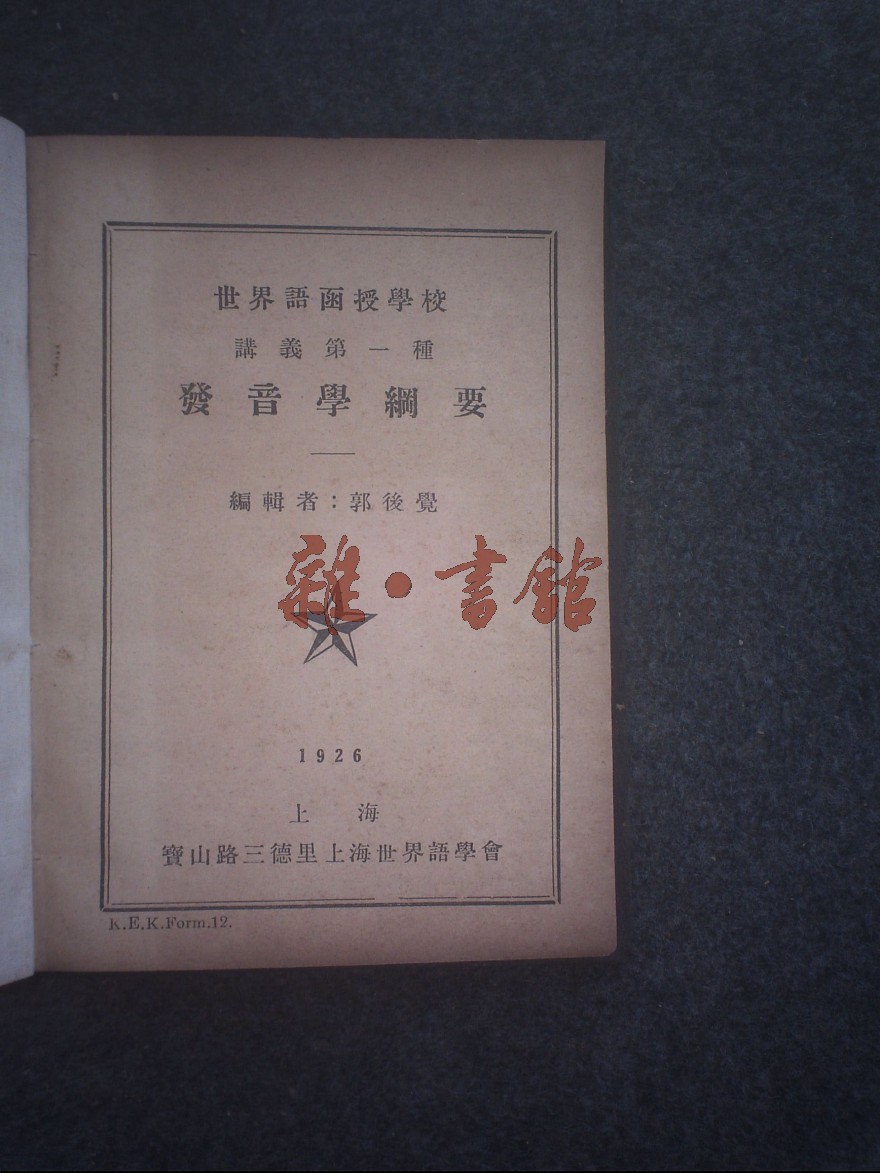 世界語函授學校
講義第一種
發音學綱要
編輯者：郭後覺
雜·書館
1926
上海
寶山路三德里上海世界語學會
K.E.K.Form.12.